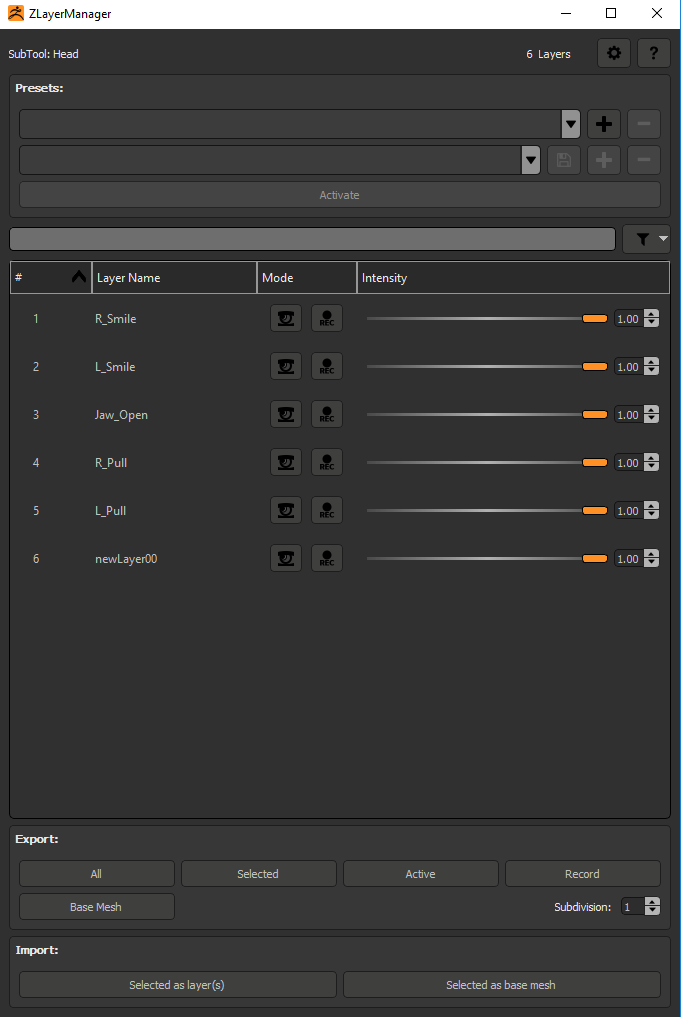 ZLayerManager
SubTool: Head 6 Layers ?
Presets:
Activate
# Layer Name Mode Intensity
1 R_Smile REC 1.00
2 L_Smile REC 1.00
3 Jaw_Open REC 1.00
4 R_Pull REC 1.00
5 L_Pull REC 1.00
6 newLayer00 REC 1.00
Export:
All Selected Active Record
Base Mesh Subdivision: 1
Import:
Selected as layer(s) Selected as base mesh